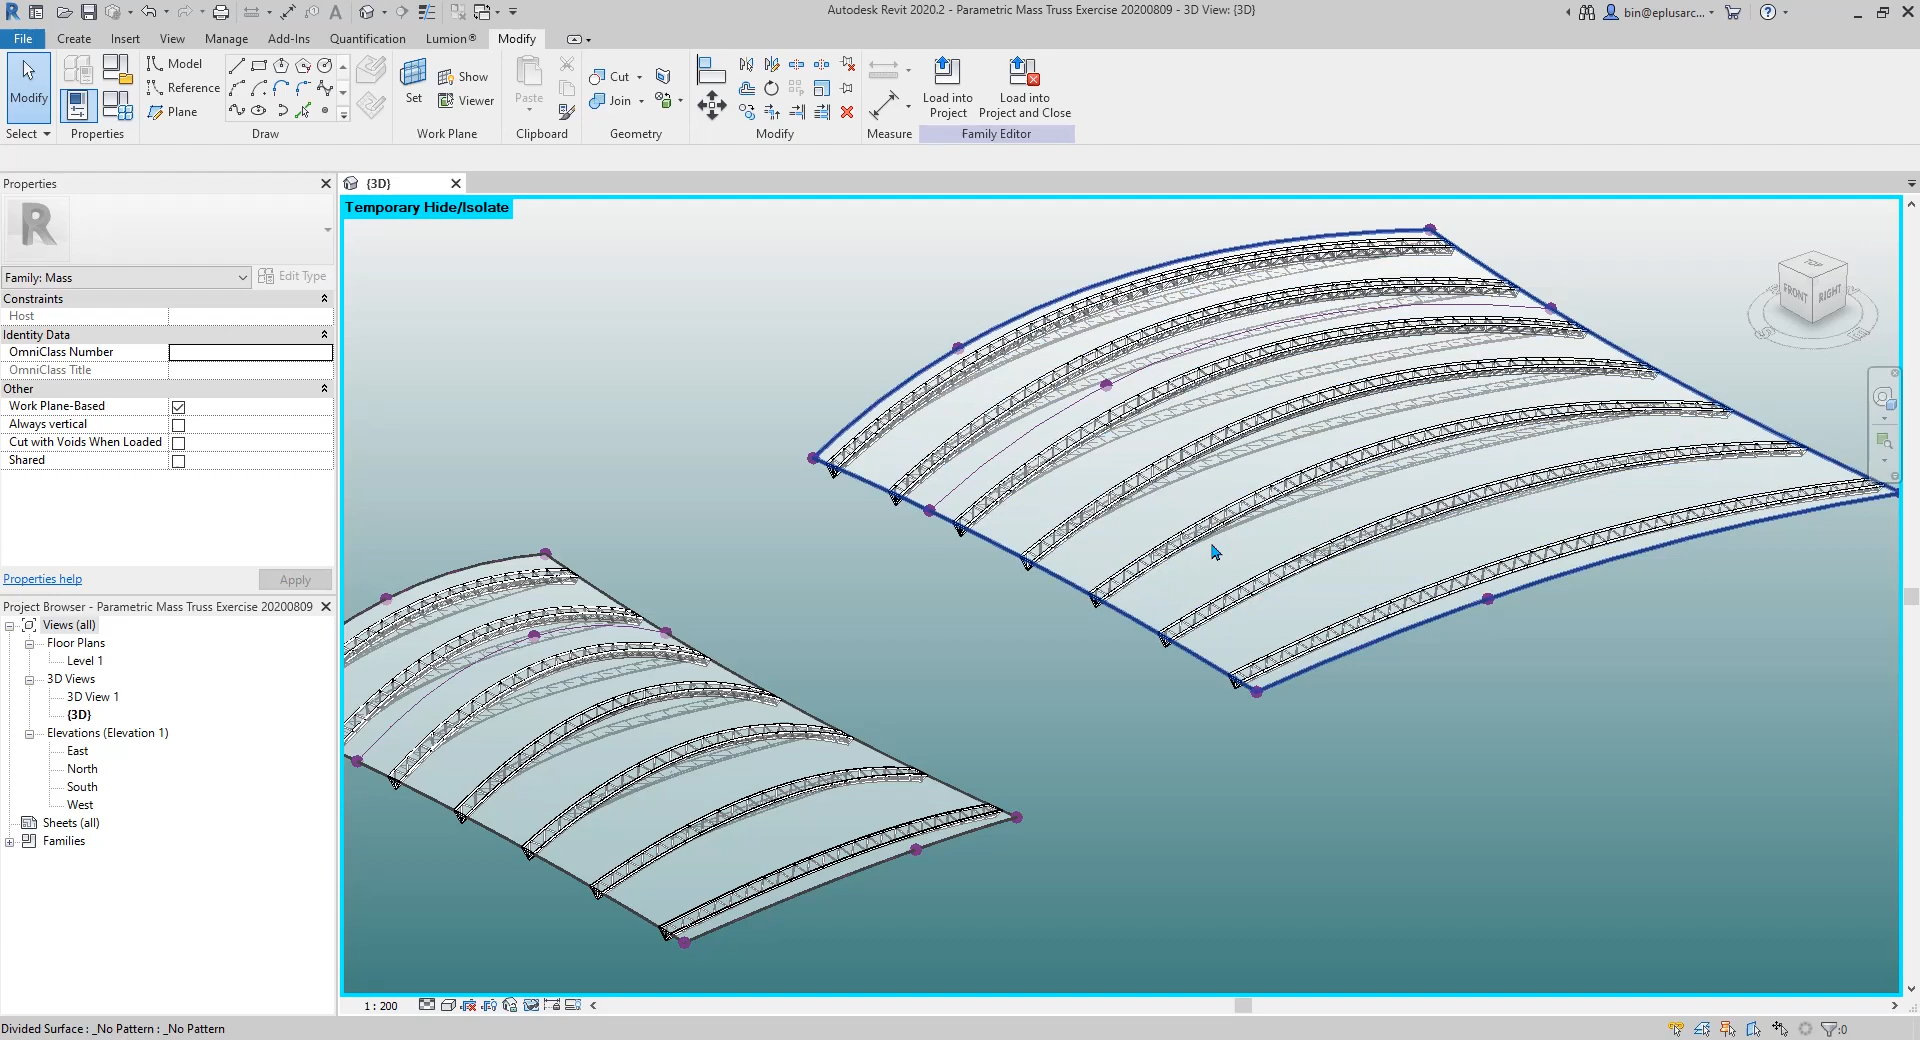 Autodesk Revit 2020.2 - Parametric Mass Truss Exercise 20200809 - 3D View: {3D}
bin@eplusarc...
File Create Insert View Manage Add-Ins Quantification Lumion® Modify
Modify
Select
Properties
Model
Reference
Plane
Draw
Set
Show
Viewer
Work Plane
Paste
Clipboard
Cut
Join
Geometry
Modify
Measure
Load into
Project
Load into
Project and Close
Family Editor
Properties
{3D}
Temporary Hide/Isolate
R
Family: Mass
Edit Type
Constraints
Host
Identity Data
OmniClass Number
OmniClass Title
Other
Work Plane-Based
Always vertical
Cut with Voids When Loaded
Shared
Properties help
Apply
Project Browser - Parametric Mass Truss Exercise 20200809
Views (all)
Floor Plans
Level 1
3D Views
3D View 1
{3D}
Elevations (Elevation 1)
East
North
South
West
Sheets (all)
Families
TOP
FRONT
RIGHT
S
E
1 : 200
Divided Surface : _No Pattern : _No Pattern
:0